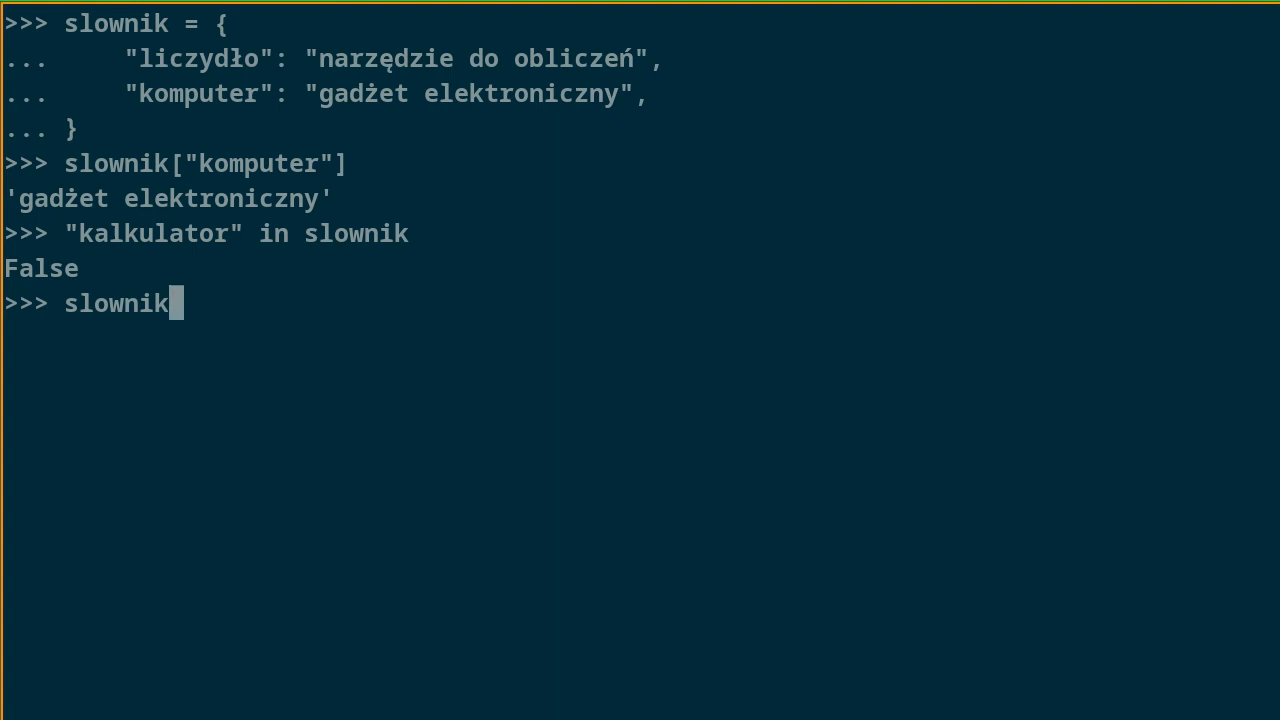 >>> slownik = {
...     "liczydło": "narzędzie do obliczeń",
...     "komputer": "gadżet elektroniczny",
... }
>>> slownik["komputer"]
'gadżet elektroniczny'
>>> "kalkulator" in slownik
False
>>> slownik